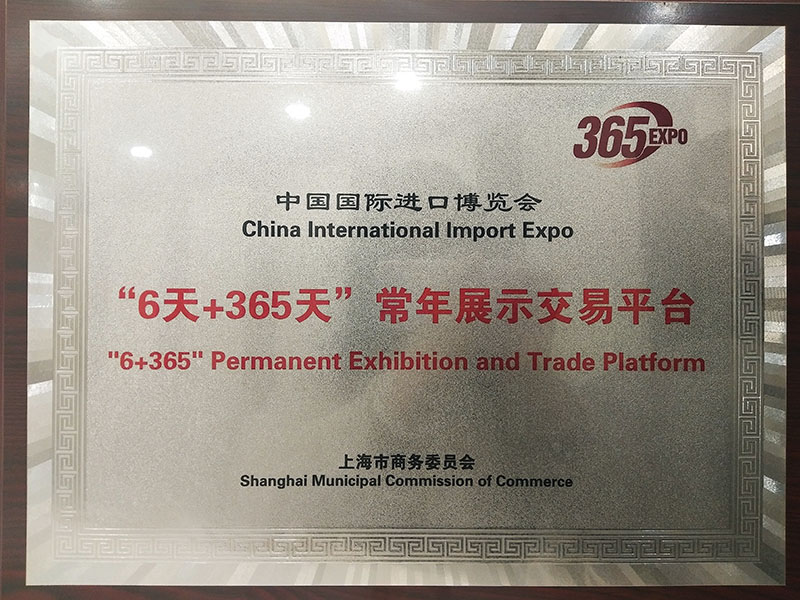 365EXPO
中国国际进口博览会
China International Import Expo
“6天+365天”常年展示交易平台
"6+365" Permanent Exhibition and Trade Platform
上海市商务委员会
Shanghai Municipal Commission of Commerce